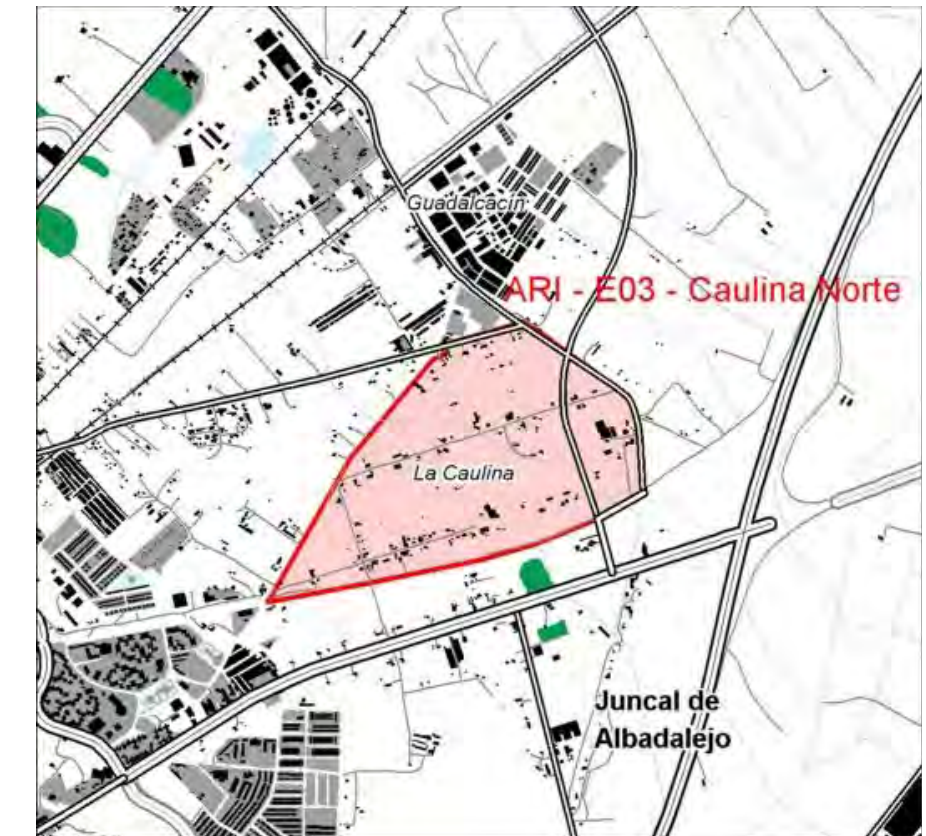 Guadalcacín
ARI - E03 - Caulina Norte
La Caulina
Juncal de
Albadalejo